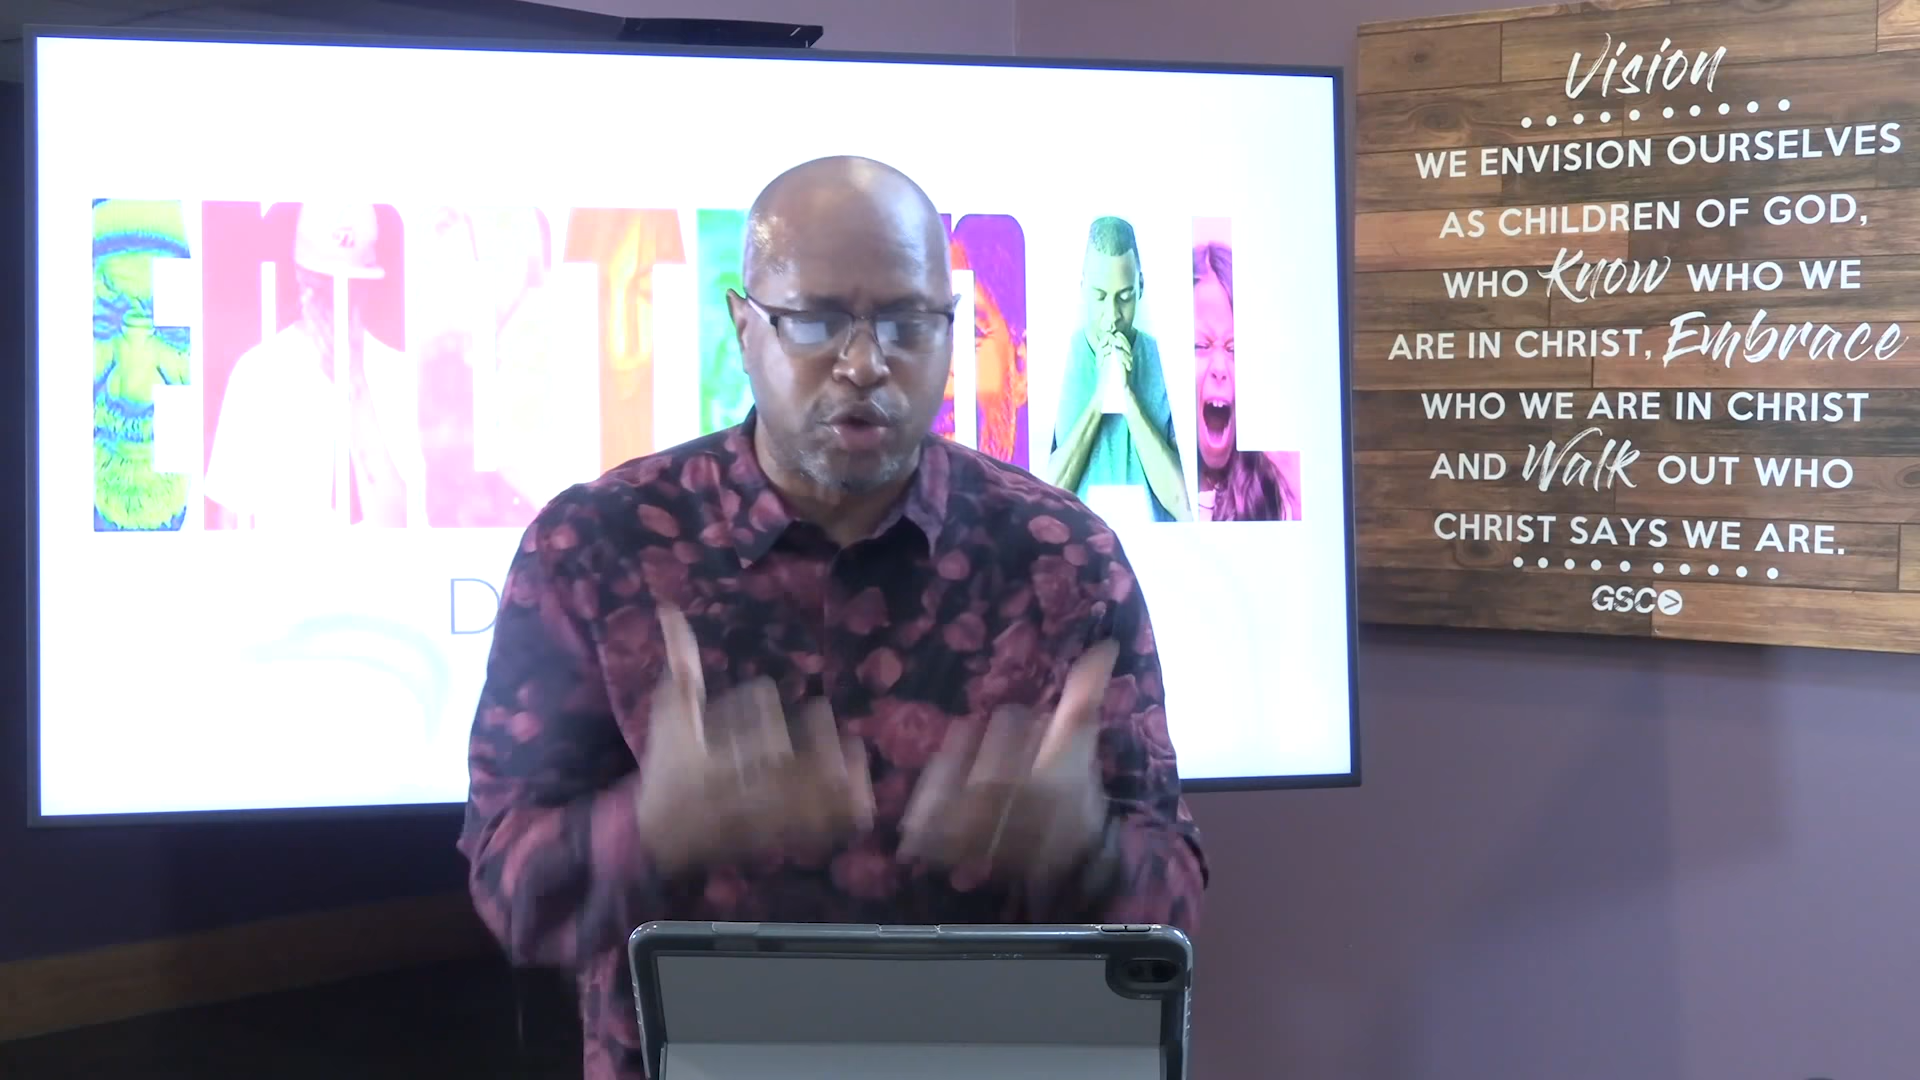 Vision
WE ENVISION OURSELVES
AS CHILDREN OF GOD,
WHO Know WHO WE
ARE IN CHRIST, Embrace
WHO WE ARE IN CHRIST
AND Walk OUT WHO
CHRIST SAYS WE ARE.
GSC>